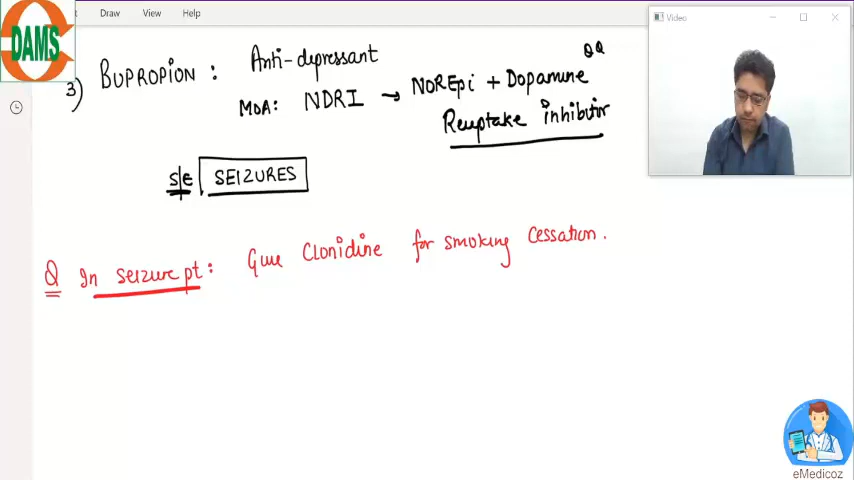 Draw View Help
Video
DAMS
3) BUPROPION: Anti-depressant
MOA: NDRI → NOREpi + Dopamine
Reuptake inhibitor
s/e SEIZURES
Q In seizure pt: Give Clonidine for smoking cessation.
eMedicoz